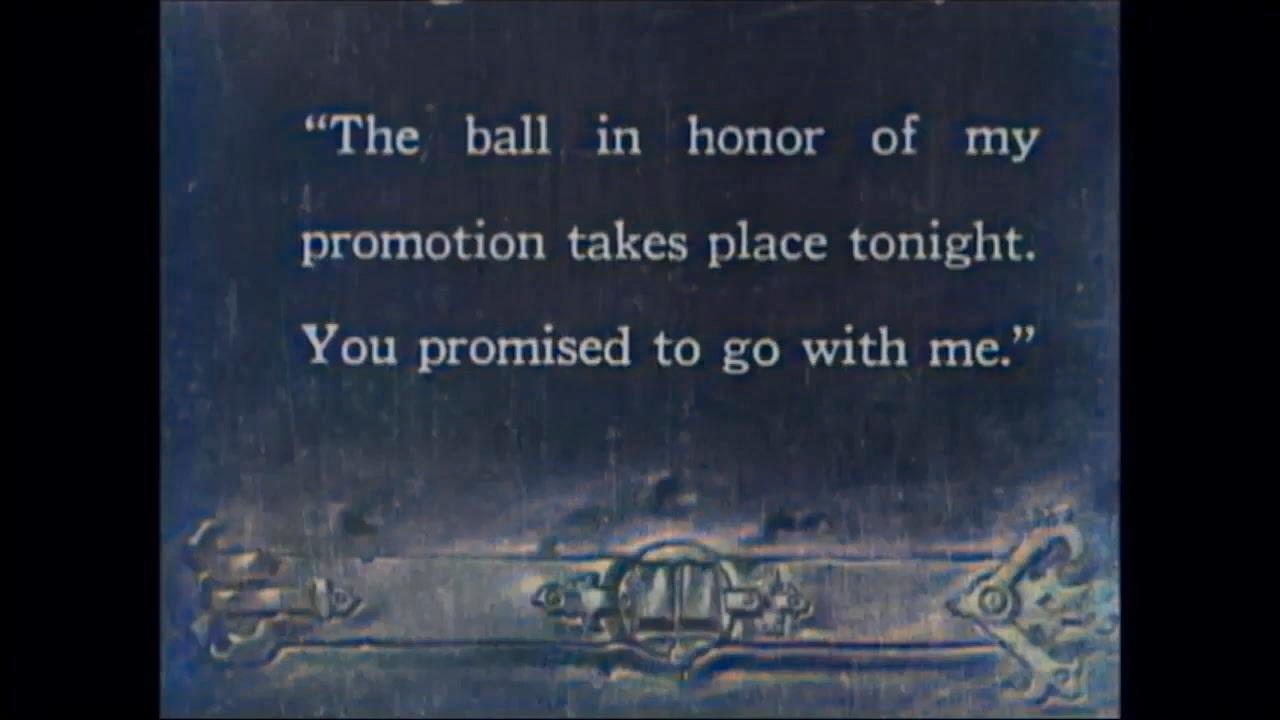 “The ball in honor of my
promotion takes place tonight.
You promised to go with me.”